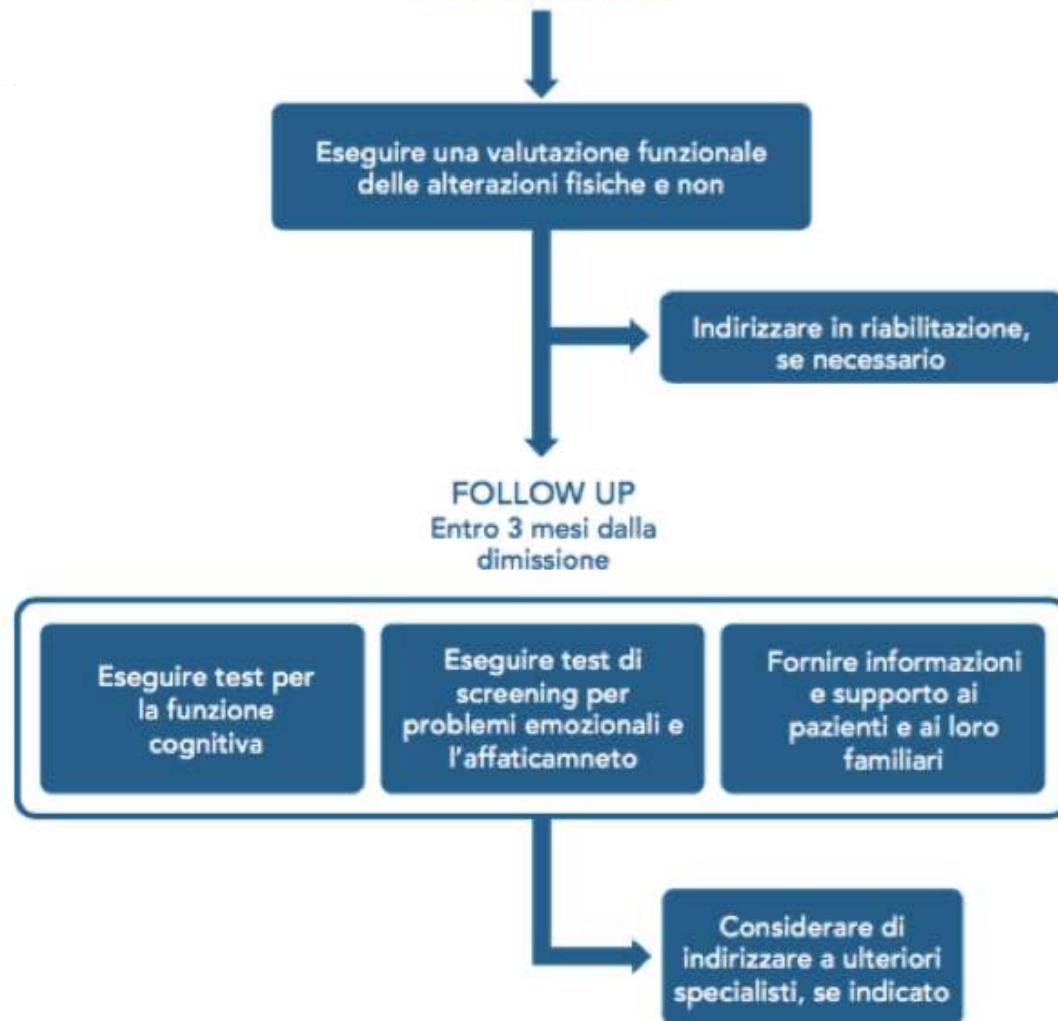 Eseguire una valutazione funzionale
delle alterazioni fisiche e non
Indirizzare in riabilitazione,
se necessario
FOLLOW UP
Entro 3 mesi dalla
dimissione
Eseguire test per
la funzione
cognitiva
Eseguire test di
screening per
problemi emozionali e
l'affaticamneto
Fornire informazioni
e supporto ai
pazienti e ai loro
familiari
Considerare di
indirizzare a ulteriori
specialisti, se indicato